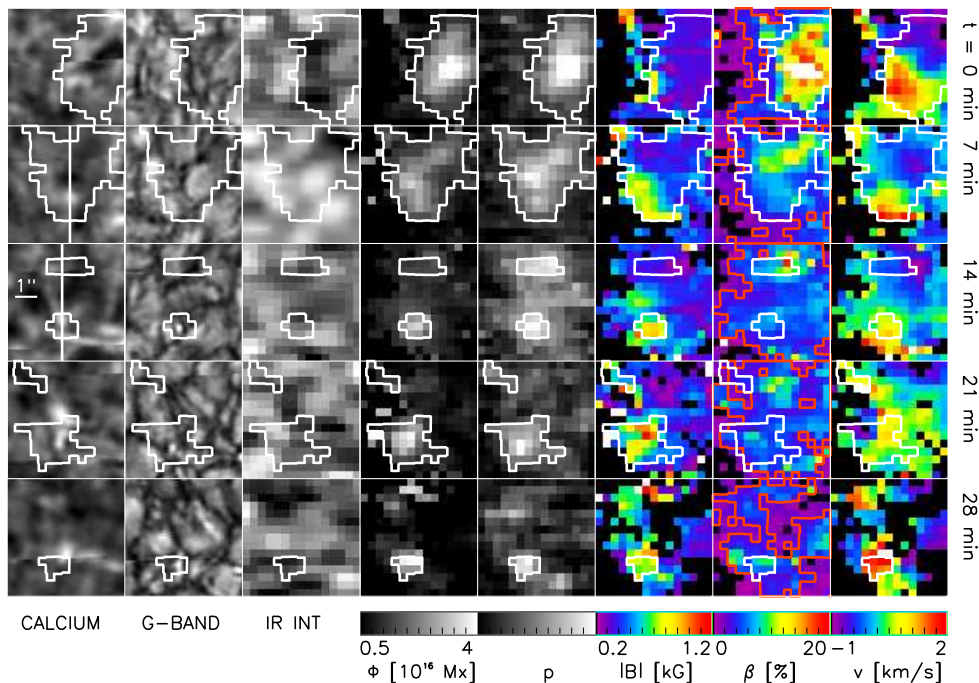 t = 0 min
7 min
14 min
1"
21 min
28 min
CALCIUM G-BAND IR INT
0.5 4 0.2 1.2 0 20 -1 2
Φ [10¹⁶ Mx] p |B| [kG] β [%] v [km/s]